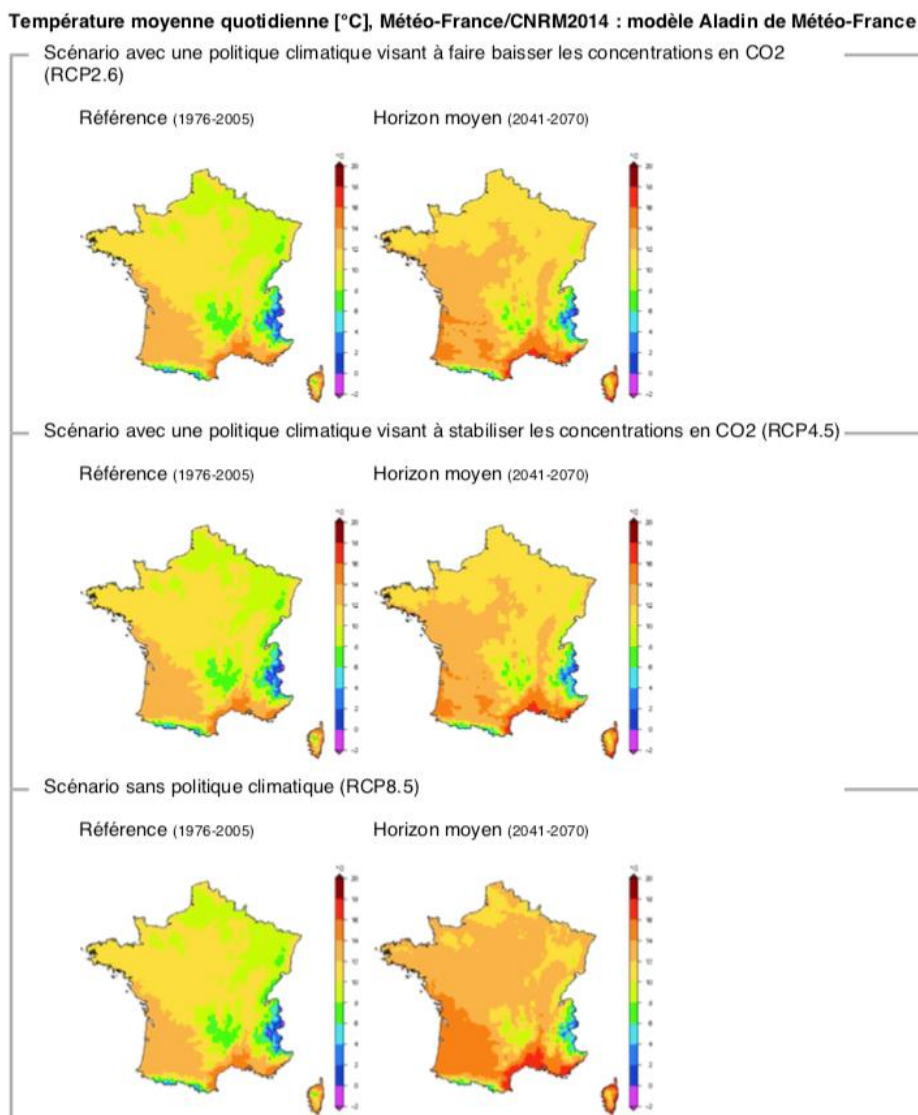 Température moyenne quotidienne [°C], Météo-France/CNRM2014 : modèle Aladin de Météo-France
Scénario avec une politique climatique visant à faire baisser les concentrations en CO2
(RCP2.6)
Référence (1976-2005) Horizon moyen (2041-2070)
Scénario avec une politique climatique visant à stabiliser les concentrations en CO2 (RCP4.5)
Référence (1976-2005) Horizon moyen (2041-2070)
Scénario sans politique climatique (RCP8.5)
Référence (1976-2005) Horizon moyen (2041-2070)